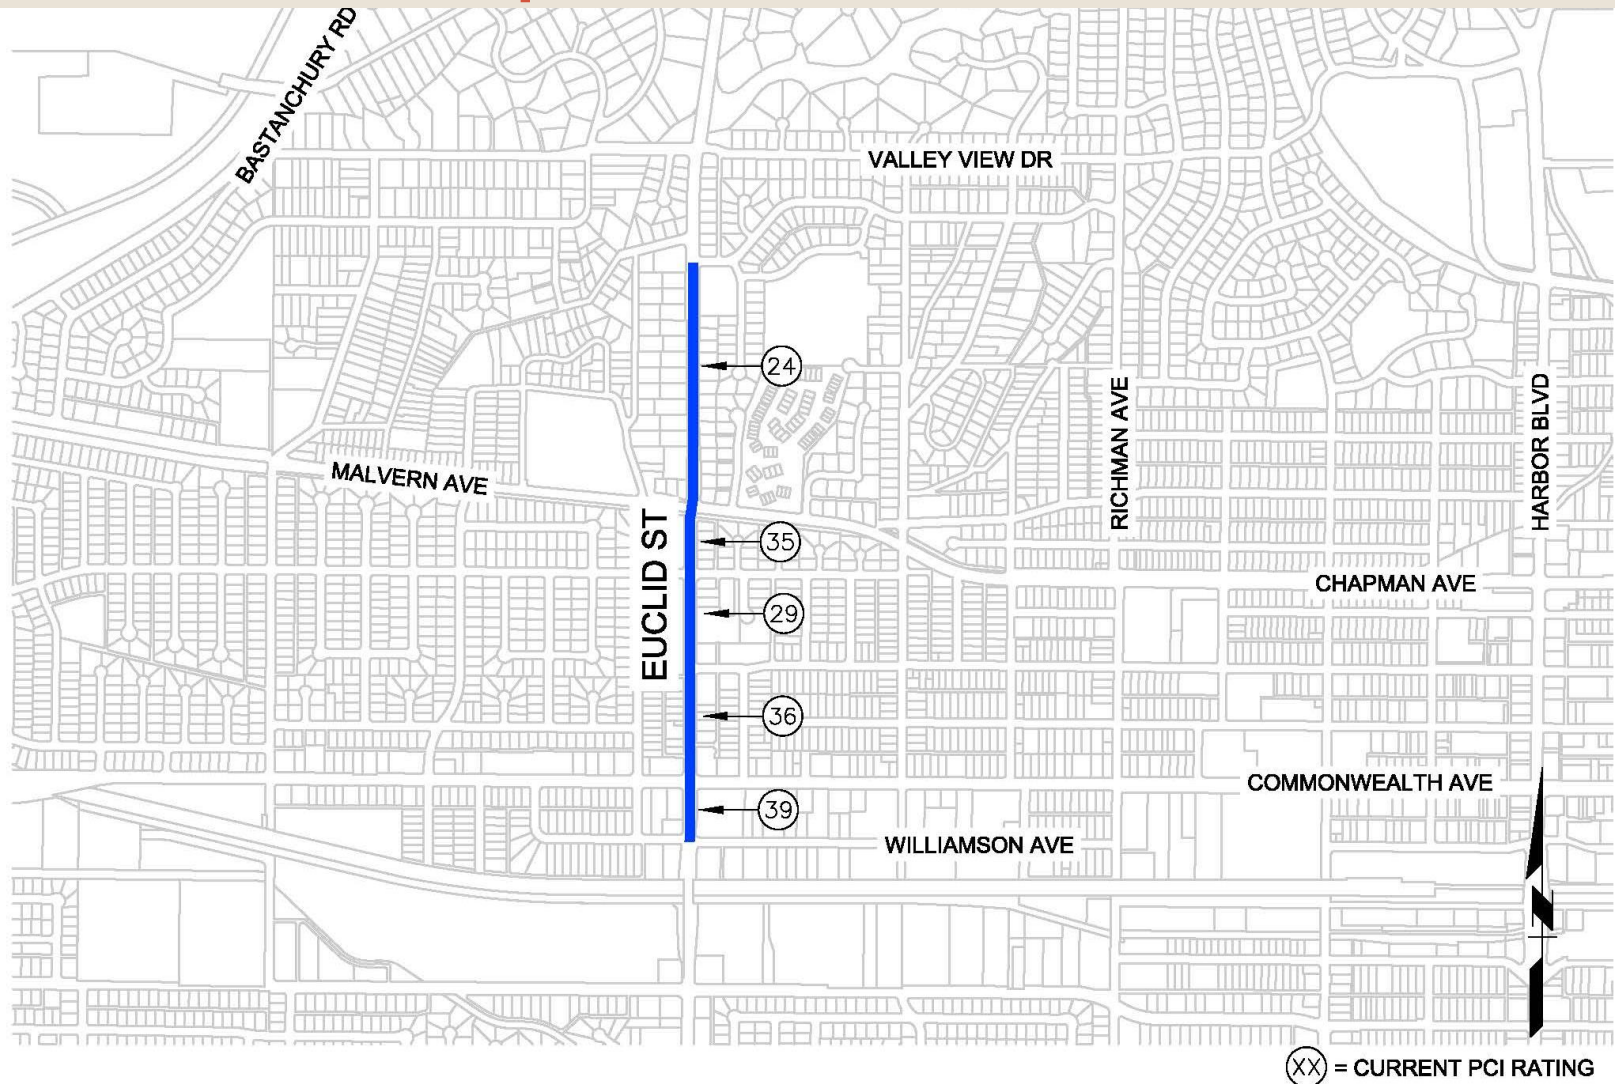 BASTANCHURY RD
VALLEY VIEW DR
24
MALVERN AVE
RICHMAN AVE
HARBOR BLVD
EUCLID ST
35
CHAPMAN AVE
29
36
COMMONWEALTH AVE
39
WILLIAMSON AVE
N
XX = CURRENT PCI RATING